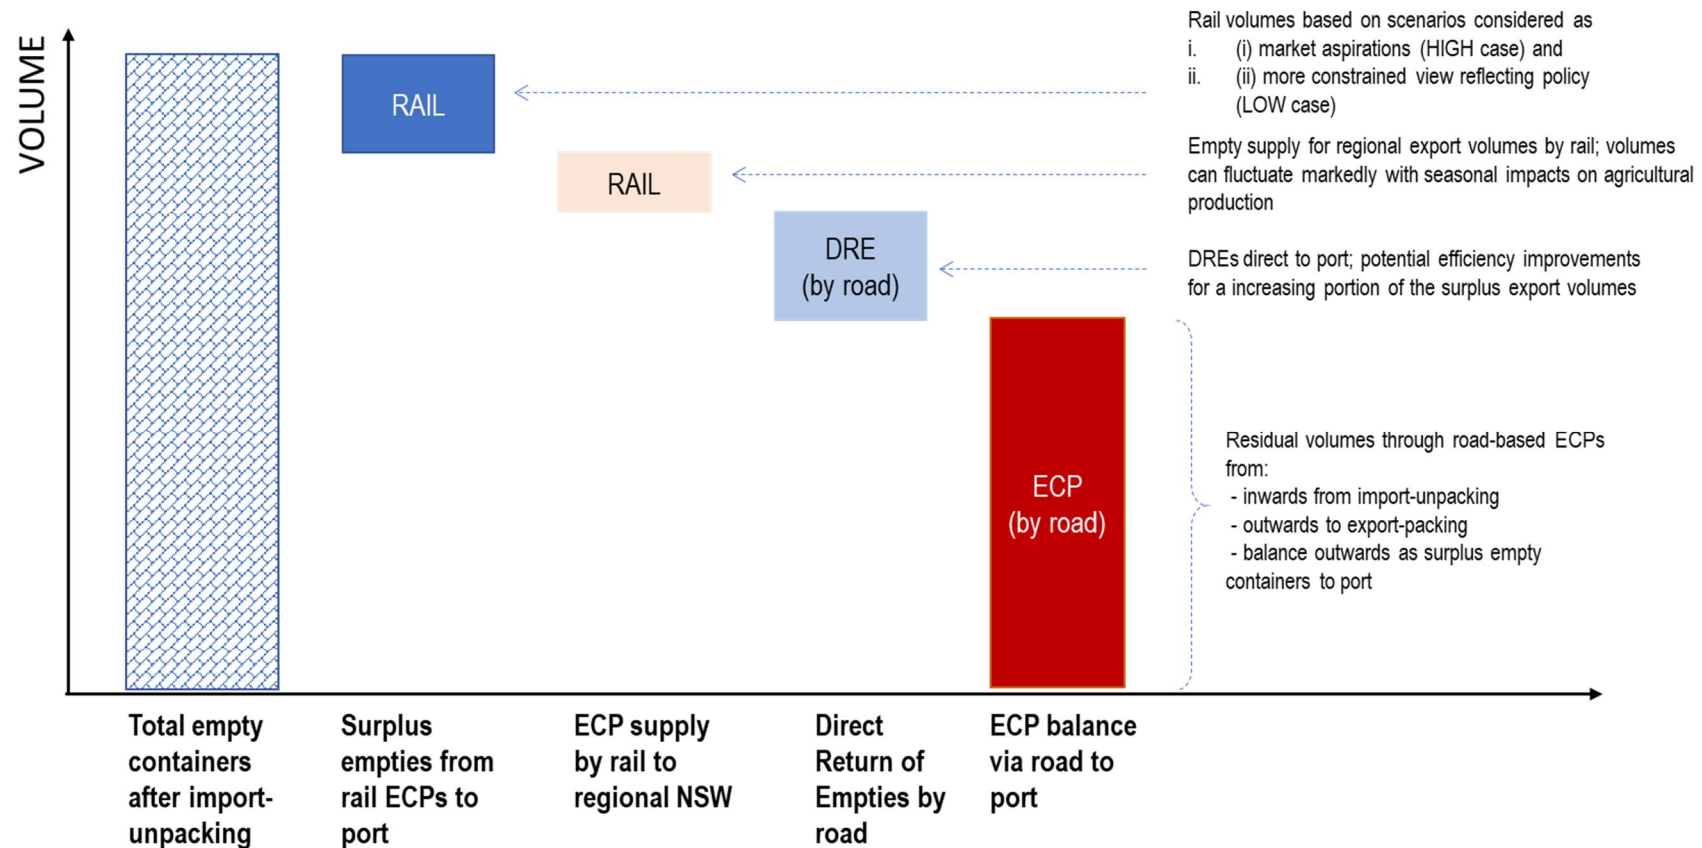 VOLUME
RAIL
RAIL
DRE
(by road)
ECP
(by road)
Rail volumes based on scenarios considered as
i. (i) market aspirations (HIGH case) and
ii. (ii) more constrained view reflecting policy
(LOW case)
Empty supply for regional export volumes by rail; volumes
can fluctuate markedly with seasonal impacts on agricultural
production
DREs direct to port; potential efficiency improvements
for a increasing portion of the surplus export volumes
Residual volumes through road-based ECPs
from:
- inwards from import-unpacking
- outwards to export-packing
- balance outwards as surplus empty
containers to port
Total empty
containers
after import-
unpacking
Surplus
empties from
rail ECPs to
port
ECP supply
by rail to
regional NSW
Direct
Return of
Empties by
road
ECP balance
via road to
port